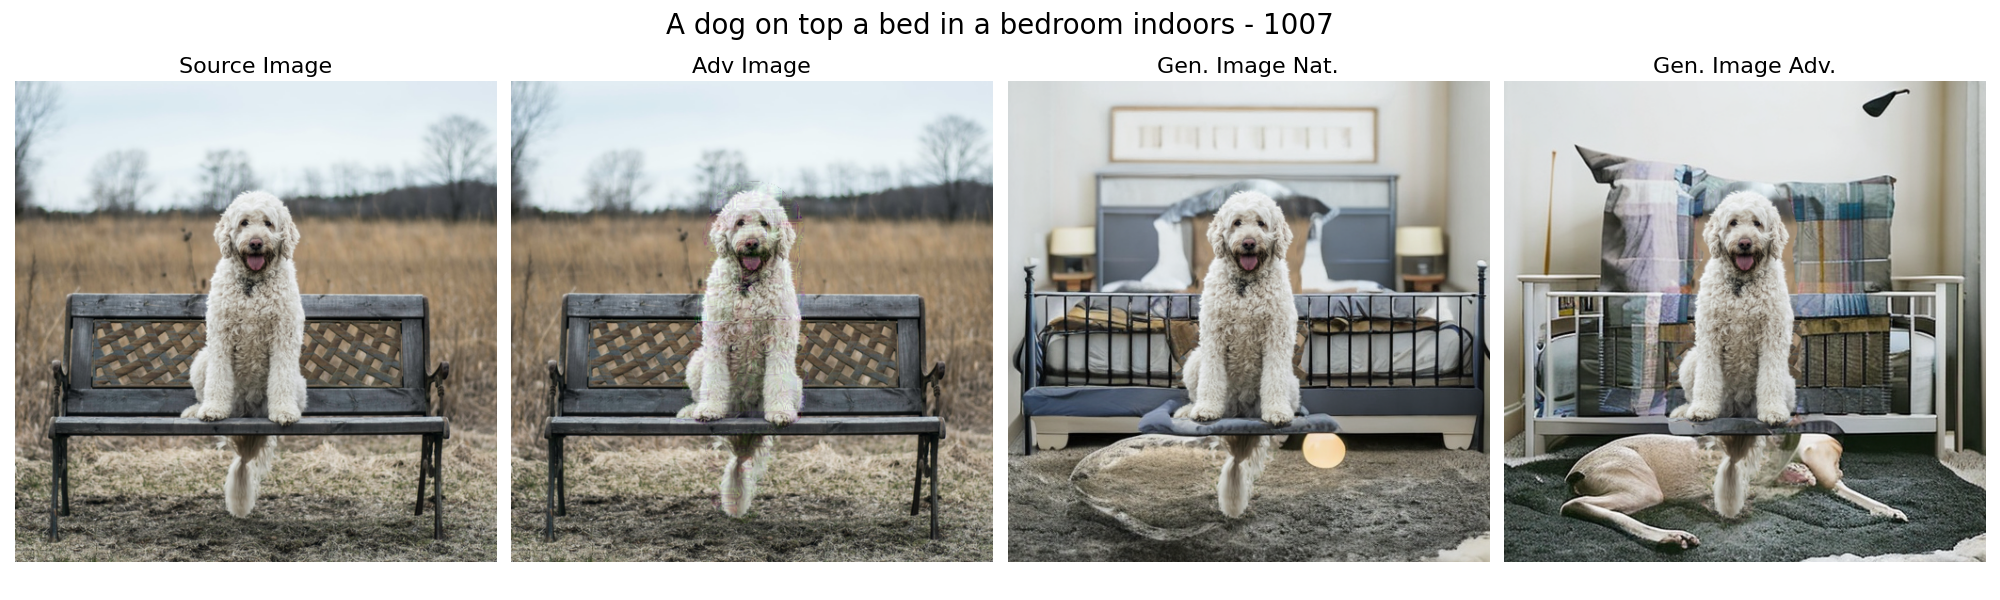 A dog on top a bed in a bedroom indoors - 1007
Source Image
Adv Image
Gen. Image Nat.
Gen. Image Adv.